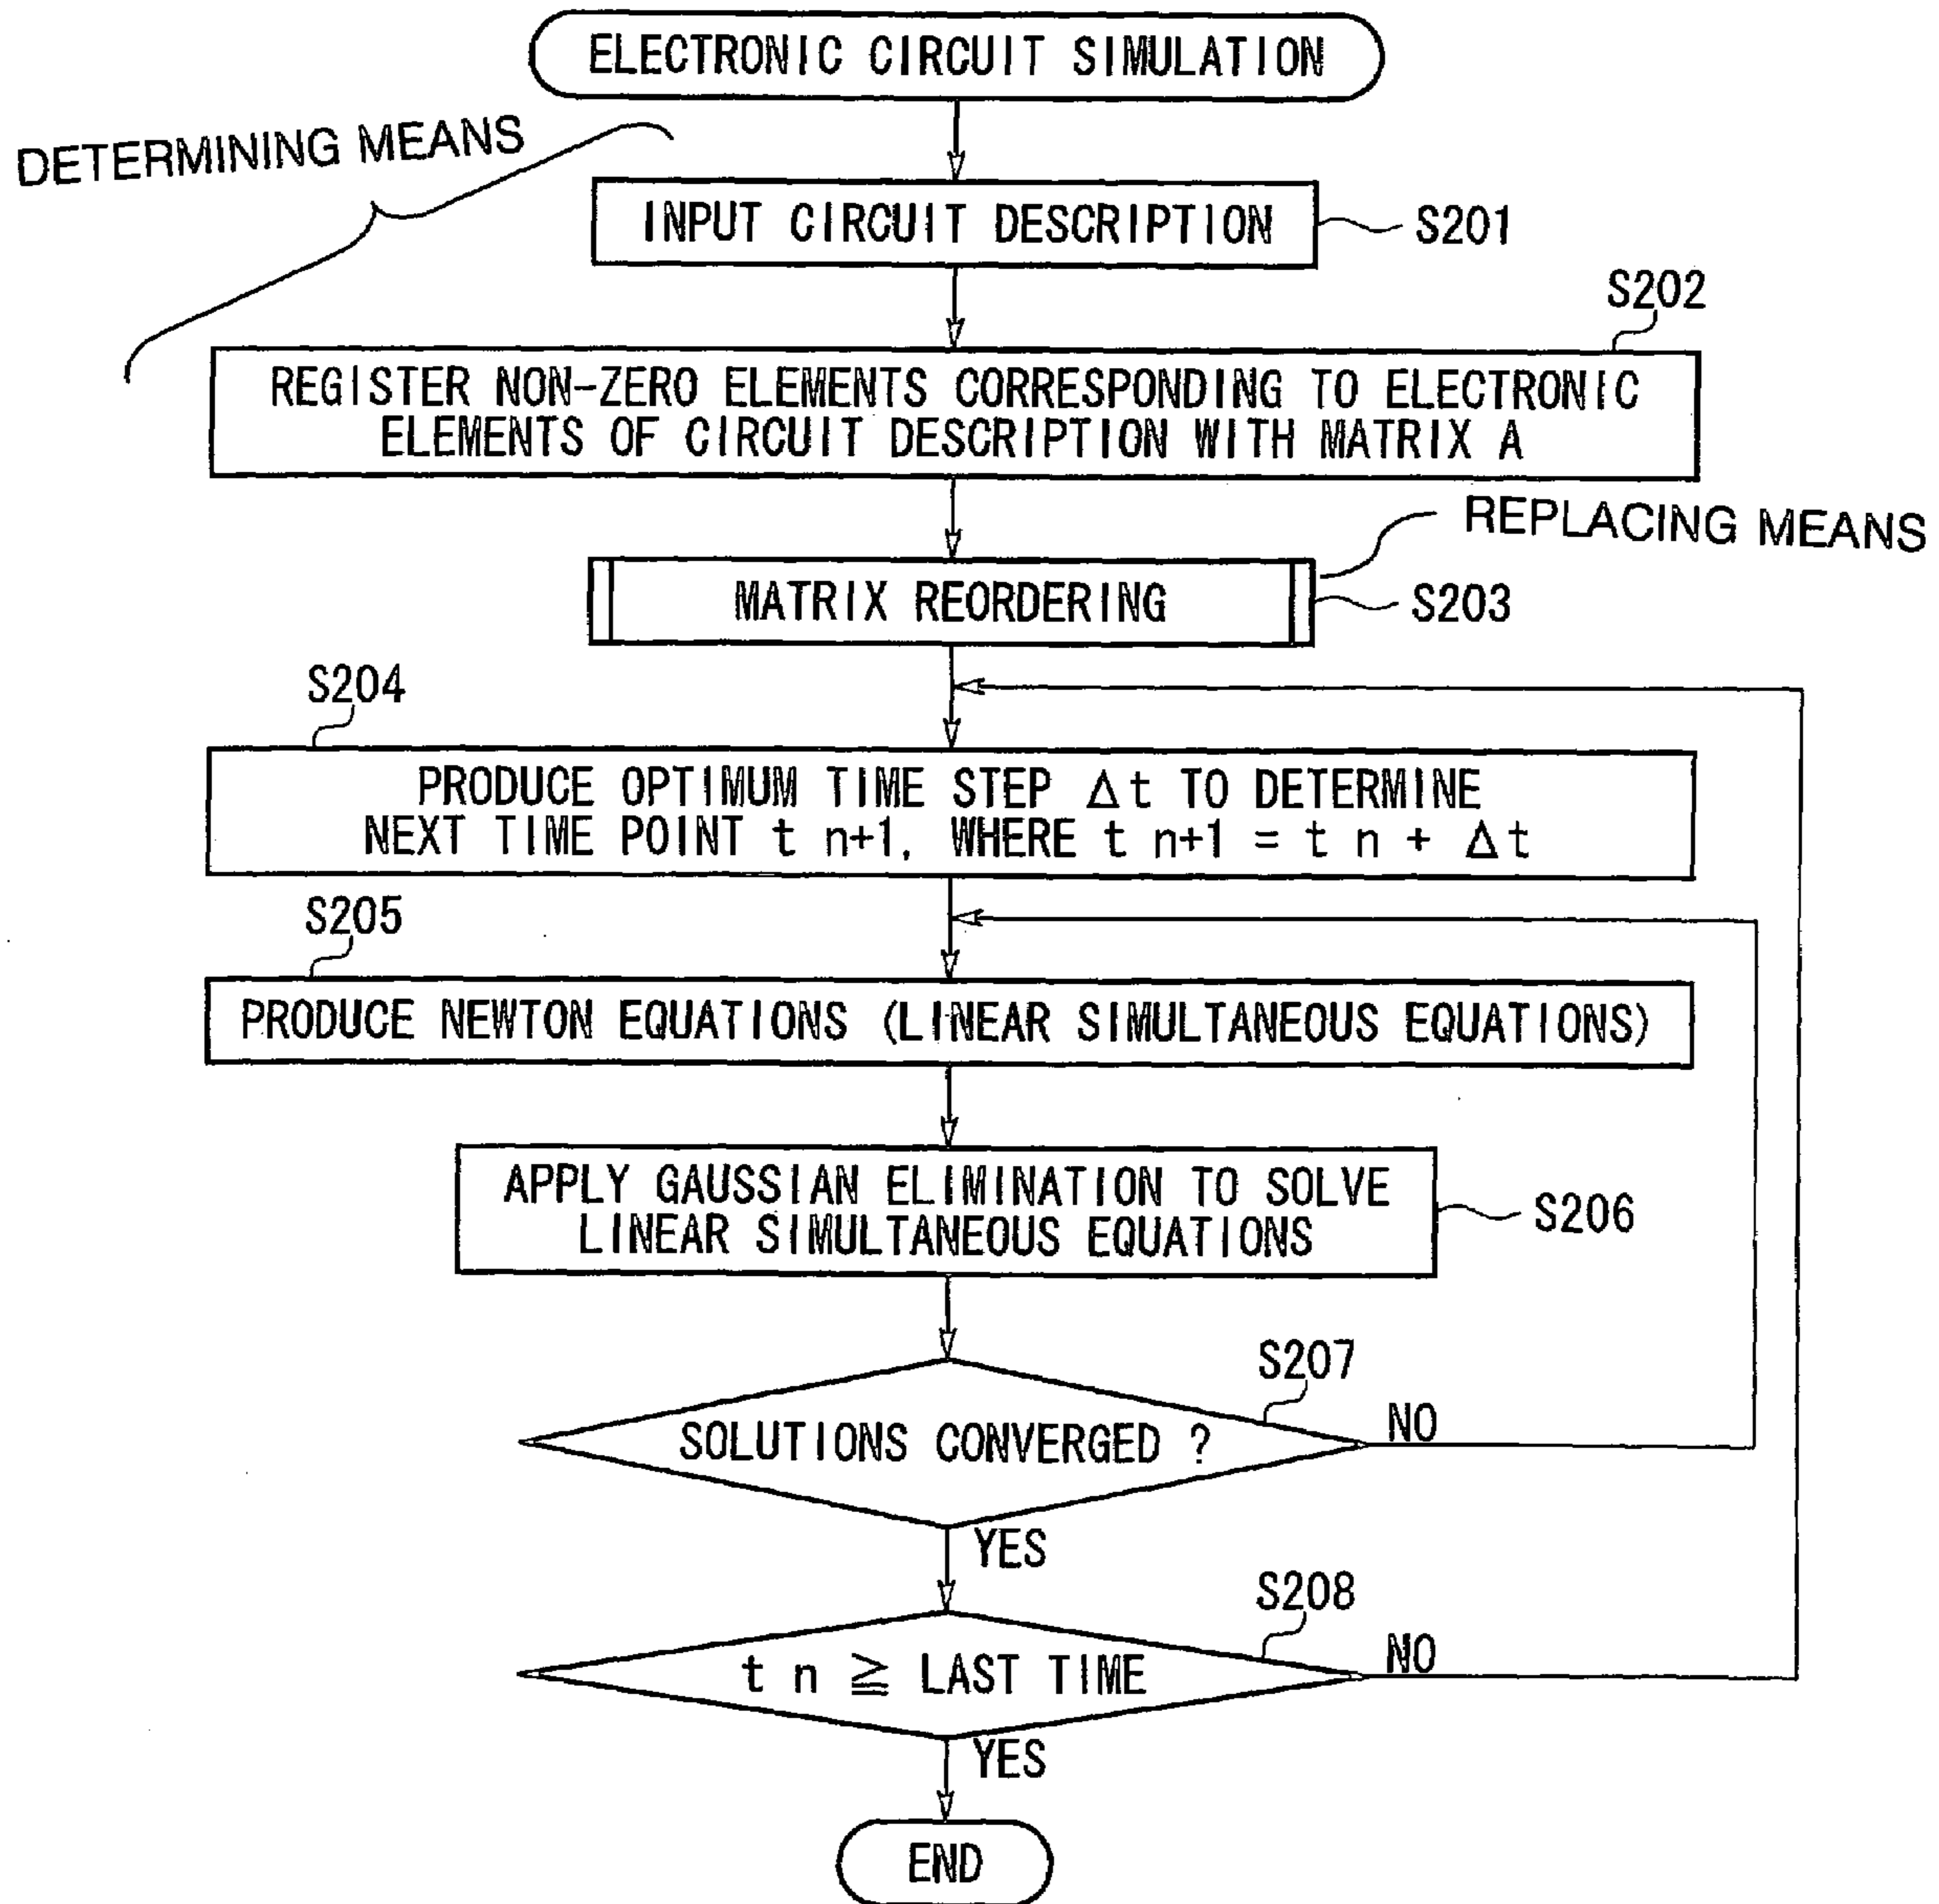 ELECTRONIC CIRCUIT SIMULATION
DETERMINING MEANS
INPUT CIRCUIT DESCRIPTION
S201
S202
REGISTER NON-ZERO ELEMENTS CORRESPONDING TO ELECTRONIC
ELEMENTS OF CIRCUIT DESCRIPTION WITH MATRIX A
REPLACING MEANS
MATRIX REORDERING
S203
S204
PRODUCE OPTIMUM TIME STEP Δt TO DETERMINE
NEXT TIME POINT t n+1, WHERE t n+1 = t n + Δt
S205
PRODUCE NEWTON EQUATIONS (LINEAR SIMULTANEOUS EQUATIONS)
APPLY GAUSSIAN ELIMINATION TO SOLVE
LINEAR SIMULTANEOUS EQUATIONS
S206
S207
SOLUTIONS CONVERGED ?
NO
YES
S208
t n ≧ LAST TIME
NO
YES
END